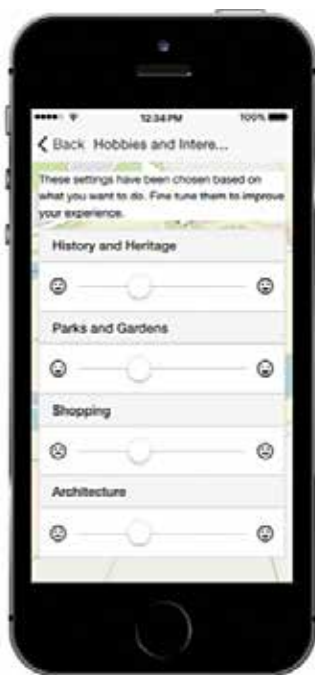 12:34 PM 100%
Back Hobbies and Intere...
These settings have been chosen based on
what you want to do. Fine tune them to improve
your experience.
History and Heritage
Parks and Gardens
Shopping
Architecture